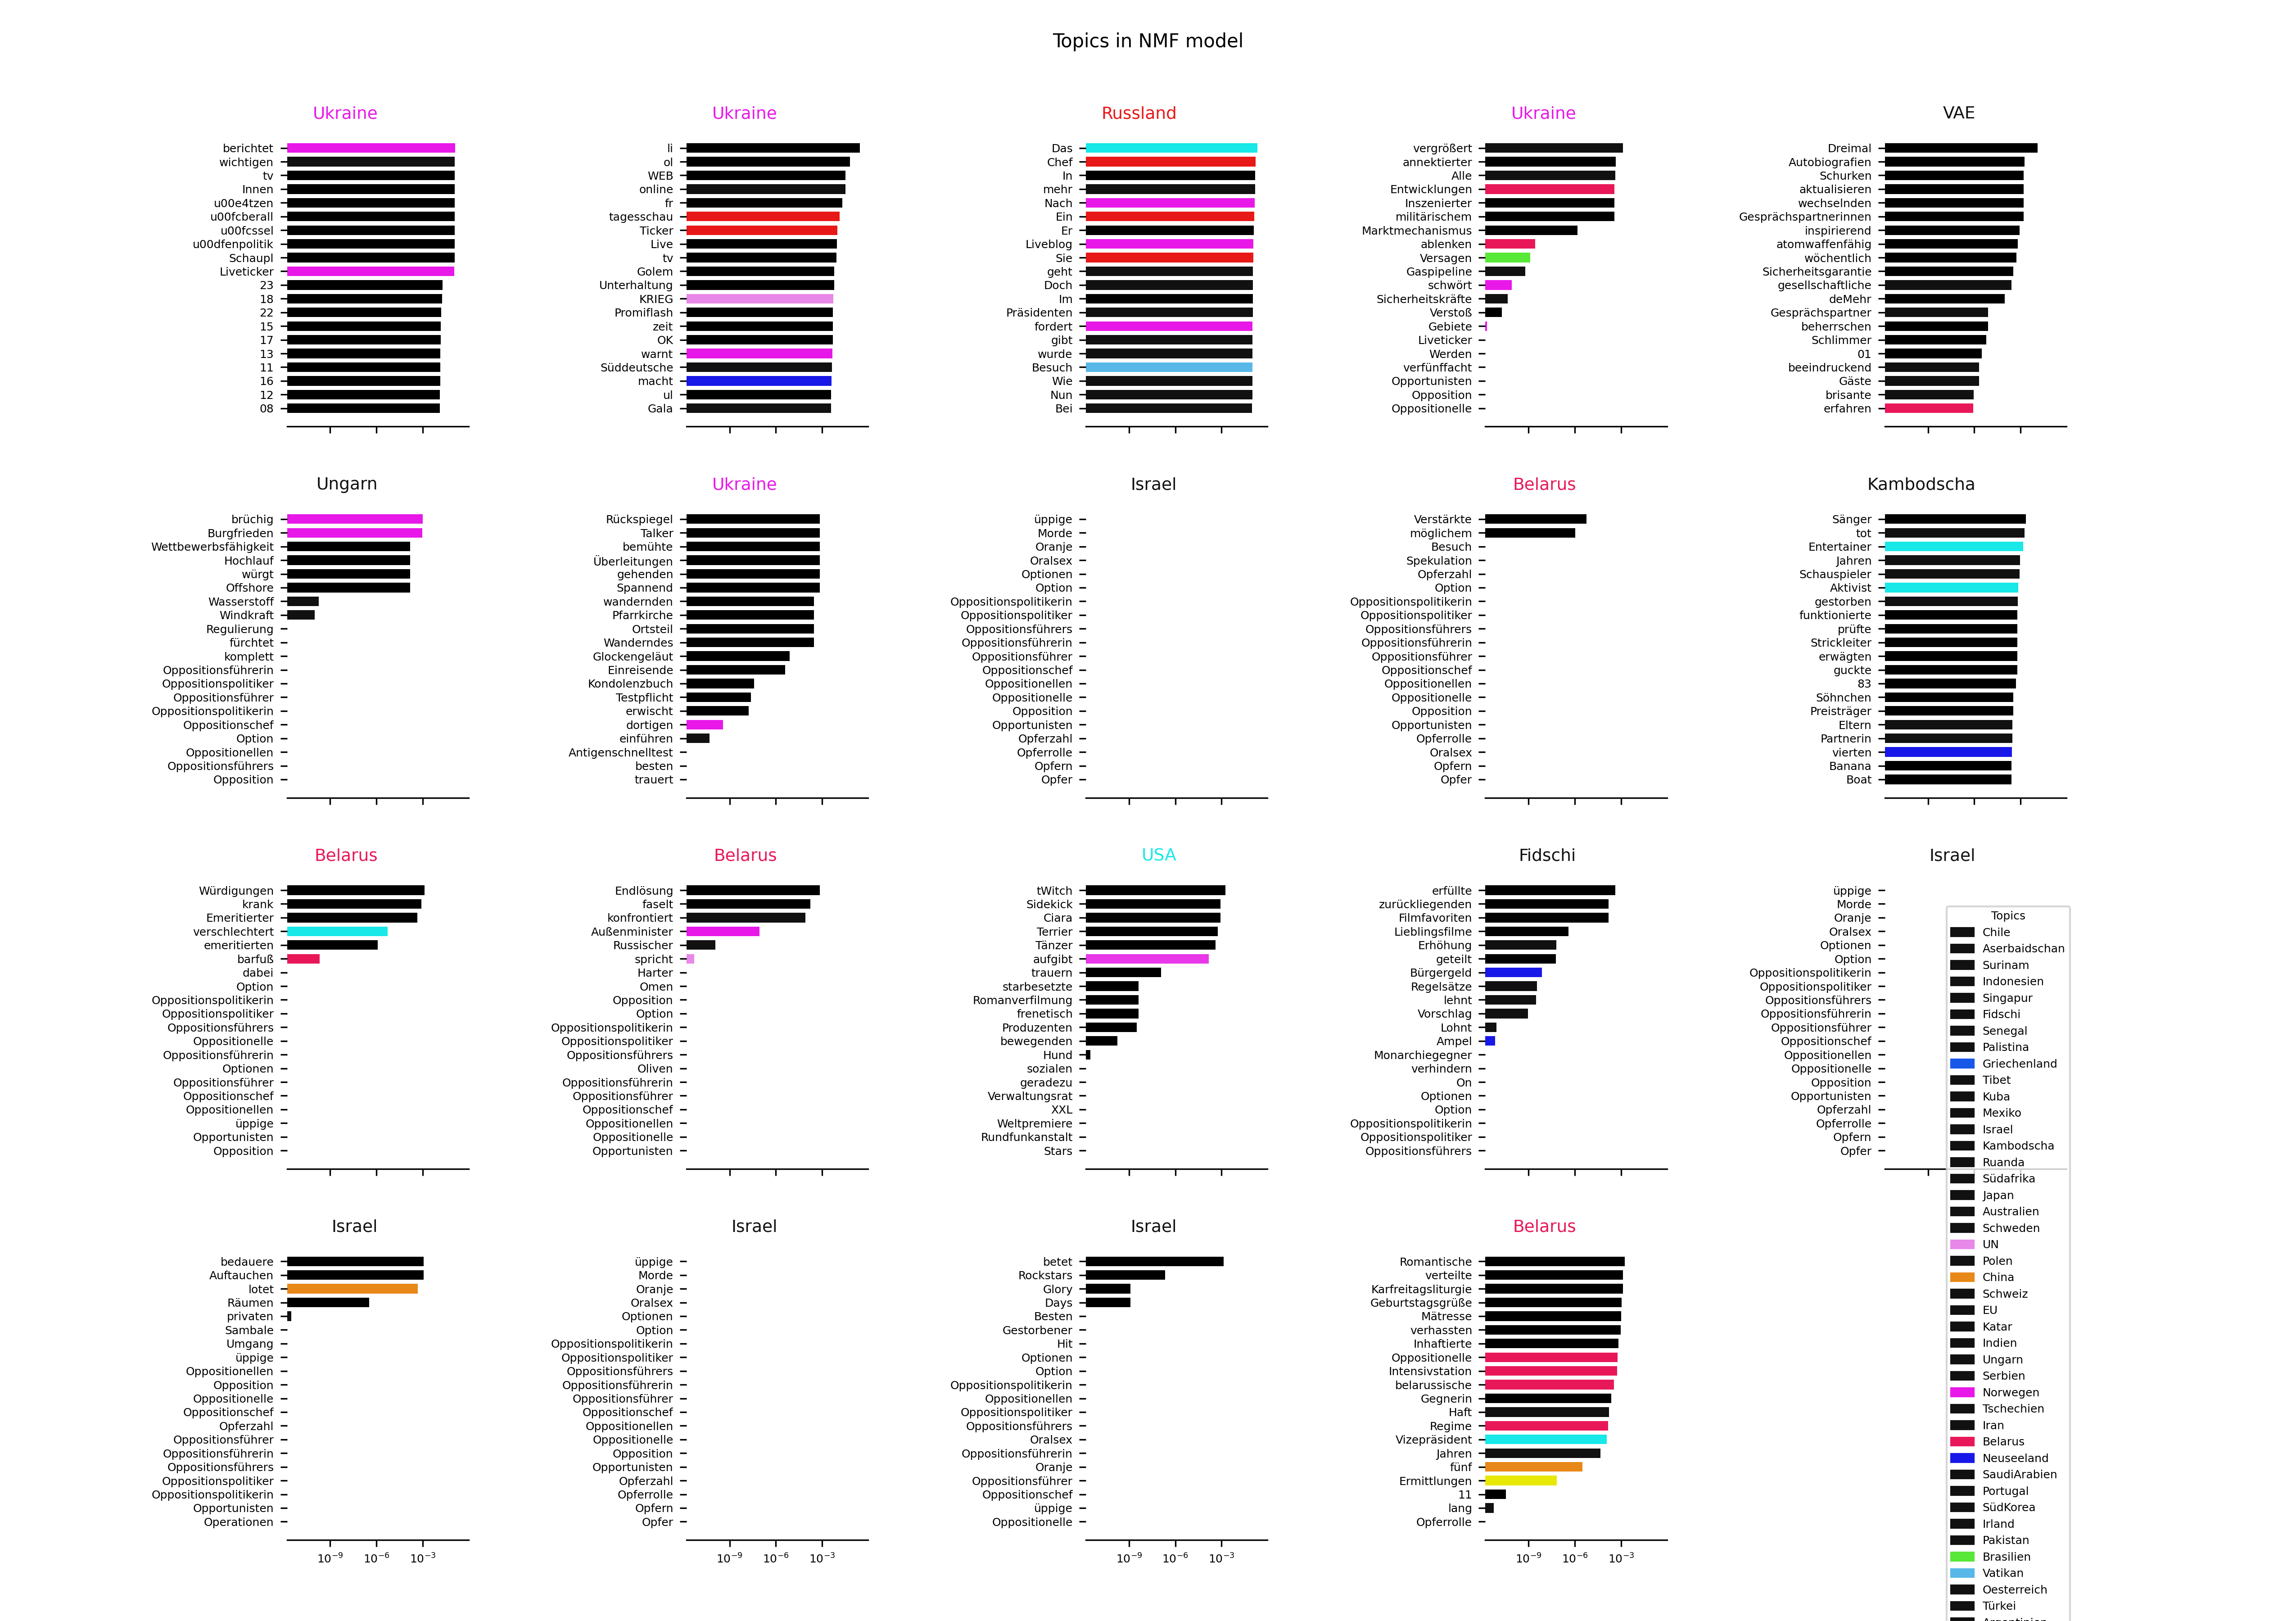 Topics in NMF model
Ukraine
berichtet
wichtigen
tv
Innen
u00e4tzen
u00fcberall
u00fcssel
u00dfenpolitik
Schaupl
Liveticker
23
18
22
15
17
13
11
16
12
08
Ukraine
li
ol
WEB
online
fr
tagesschau
Ticker
Live
tv
Golem
Unterhaltung
KRIEG
Promiflash
zeit
OK
warnt
Süddeutsche
macht
ul
Gala
Russland
Das
Chef
In
mehr
Nach
Ein
Er
Liveblog
Sie
geht
Doch
Im
Präsidenten
fordert
gibt
wurde
Besuch
Wie
Nun
Bei
Ukraine
vergrößert
annektierter
Alle
Entwicklungen
Inszenierter
militärischem
Marktmechanismus
ablenken
Versagen
Gaspipeline
schwört
Sicherheitskräfte
Verstoß
Gebiete
Liveticker
Werden
verfünffacht
Opportunisten
Opposition
Oppositionelle
VAE
Dreimal
Autobiografien
Schurken
aktualisieren
wechselnden
Gesprächspartnerinnen
inspirierend
atomwaffenfähig
wöchentlich
Sicherheitsgarantie
gesellschaftliche
deMehr
Gesprächspartner
beherrschen
Schlimmer
01
beeindruckend
Gäste
brisante
erfahren
Ungarn
brüchig
Burgfrieden
Wettbewerbsfähigkeit
Hochlauf
würgt
Offshore
Wasserstoff
Windkraft
Regulierung
fürchtet
komplett
Oppositionsführerin
Oppositionspolitiker
Oppositionsführer
Oppositionspolitikerin
Oppositionschef
Option
Oppositionellen
Oppositionsführers
Opposition
Ukraine
Rückspiegel
Talker
bemühte
Überleitungen
gehenden
Spannend
wandernden
Pfarrkirche
Ortsteil
Wanderndes
Glockengeläut
Einreisende
Kondolenzbuch
Testpflicht
erwischt
dortigen
einführen
Antigenschnelltest
besten
trauert
Israel
üppige
Morde
Oranje
Oralsex
Optionen
Option
Oppositionspolitikerin
Oppositionspolitiker
Oppositionsführers
Oppositionsführerin
Oppositionsführer
Oppositionschef
Oppositionellen
Oppositionelle
Opposition
Opportunisten
Opferzahl
Opferrolle
Opfern
Opfer
Belarus
Verstärkte
möglichem
Besuch
Spekulation
Opferzahl
Option
Oppositionspolitikerin
Oppositionspolitiker
Oppositionsführers
Oppositionsführerin
Oppositionsführer
Oppositionschef
Oppositionellen
Oppositionelle
Opposition
Opportunisten
Opferrolle
Oralsex
Opfern
Opfer
Kambodscha
Sänger
tot
Entertainer
Jahren
Schauspieler
Aktivist
gestorben
funktionierte
prüfte
Strickleiter
erwägten
guckte
83
Söhnchen
Preisträger
Eltern
Partnerin
vierten
Banana
Boat
Belarus
Würdigungen
krank
Emeritierter
verschlechtert
emeritierten
barfuß
dabei
Option
Oppositionspolitikerin
Oppositionspolitiker
Oppositionsführers
Oppositionelle
Oppositionsführerin
Optionen
Oppositionsführer
Oppositionschef
Oppositionellen
üppige
Opportunisten
Opposition
Belarus
Endlösung
faselt
konfrontiert
Außenminister
Russischer
spricht
Harter
Omen
Opposition
Option
Oppositionspolitikerin
Oppositionspolitiker
Oppositionsführers
Oliven
Oppositionsführerin
Oppositionsführer
Oppositionschef
Oppositionellen
Oppositionelle
Opportunisten
USA
tWitch
Sidekick
Ciara
Terrier
Tänzer
aufgibt
trauern
starbesetzte
Romanverfilmung
frenetisch
Produzenten
bewegenden
Hund
sozialen
geradezu
Verwaltungsrat
XXL
Weltpremiere
Rundfunkanstalt
Stars
Fidschi
erfüllte
zurückliegenden
Filmfavoriten
Lieblingsfilme
Erhöhung
geteilt
Bürgergeld
Regelsätze
lehnt
Vorschlag
Lohnt
Ampel
Monarchiegegner
verhindern
On
Optionen
Option
Oppositionspolitikerin
Oppositionspolitiker
Oppositionsführers
Israel
üppige
Morde
Oranje
Oralsex
Optionen
Option
Oppositionspolitikerin
Oppositionspolitiker
Oppositionsführers
Oppositionsführerin
Oppositionsführer
Oppositionschef
Oppositionellen
Oppositionelle
Opposition
Opportunisten
Opferzahl
Opferrolle
Opfern
Opfer
Israel
bedauere
Auftauchen
lotet
Räumen
privaten
Sambale
Umgang
üppige
Oppositionellen
Opposition
Oppositionelle
Oppositionschef
Opferzahl
Oppositionsführer
Oppositionsführerin
Oppositionsführers
Oppositionspolitiker
Oppositionspolitikerin
Opportunisten
Operationen
10⁻⁹ 10⁻⁶ 10⁻³
Israel
üppige
Morde
Oranje
Oralsex
Optionen
Option
Oppositionspolitikerin
Oppositionspolitiker
Oppositionsführers
Oppositionsführerin
Oppositionsführer
Oppositionschef
Oppositionellen
Oppositionelle
Opposition
Opportunisten
Opferzahl
Opferrolle
Opfern
Opfer
10⁻⁹ 10⁻⁶ 10⁻³
Israel
betet
Rockstars
Glory
Days
Besten
Gestorbener
Hit
Optionen
Option
Oppositionspolitikerin
Oppositionellen
Oppositionspolitiker
Oppositionsführers
Oralsex
Oppositionsführerin
Oranje
Oppositionsführer
Oppositionschef
üppige
Oppositionelle
10⁻⁹ 10⁻⁶ 10⁻³
Belarus
Romantische
verteilte
Karfreitagsliturgie
Geburtstagsgrüße
Mätresse
verhassten
Inhaftierte
Oppositionelle
Intensivstation
belarussische
Gegnerin
Haft
Regime
Vizepräsident
Jahren
fünf
Ermittlungen
11
lang
Opferrolle
10⁻⁹ 10⁻⁶ 10⁻³
Topics
Chile
Aserbaidschan
Surinam
Indonesien
Singapur
Fidschi
Senegal
Palistina
Griechenland
Tibet
Kuba
Mexiko
Israel
Kambodscha
Ruanda
Südafrika
Japan
Australien
Schweden
UN
Polen
China
Schweiz
EU
Katar
Indien
Ungarn
Serbien
Norwegen
Tschechien
Iran
Belarus
Neuseeland
SaudiArabien
Portugal
SüdKorea
Irland
Pakistan
Brasilien
Vatikan
Oesterreich
Türkei